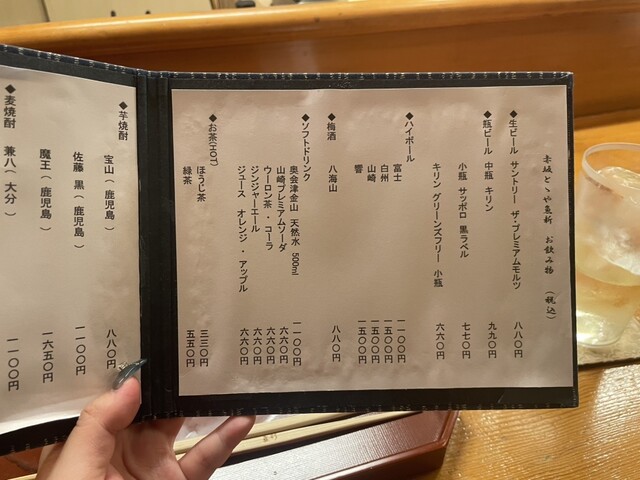 赤坂とゝや魚新 お飲み物 (税込)
◆生ビール サントリー ザ・プレミアムモルツ 八八〇円
◆瓶ビール 中瓶 キリン 九九〇円
小瓶 サッポロ 黒ラベル 七七〇円
キリン グリーンズフリー 小瓶 六六〇円
◆ハイボール
富士 一一〇〇円
白州 一五〇〇円
山崎 一五〇〇円
響 一五〇〇円
◆梅酒
八海山 八八〇円
◆ソフトドリンク
奥会津金山 天然水 500ml 一一〇〇円
山崎プレミアムソーダ 六六〇円
ウーロン茶・コーラ 六六〇円
ジンジャーエール 六六〇円
ジュース オレンジ・アップル 六六〇円
◆お茶(HOT)
ほうじ茶 三三〇円
緑茶 五五〇円
◆芋焼酎
宝山(鹿児島) 八八〇円
佐藤 黒(鹿児島) 一一〇〇円
魔王(鹿児島) 一六五〇円
◆麦焼酎
兼八(大分) 一一〇〇円